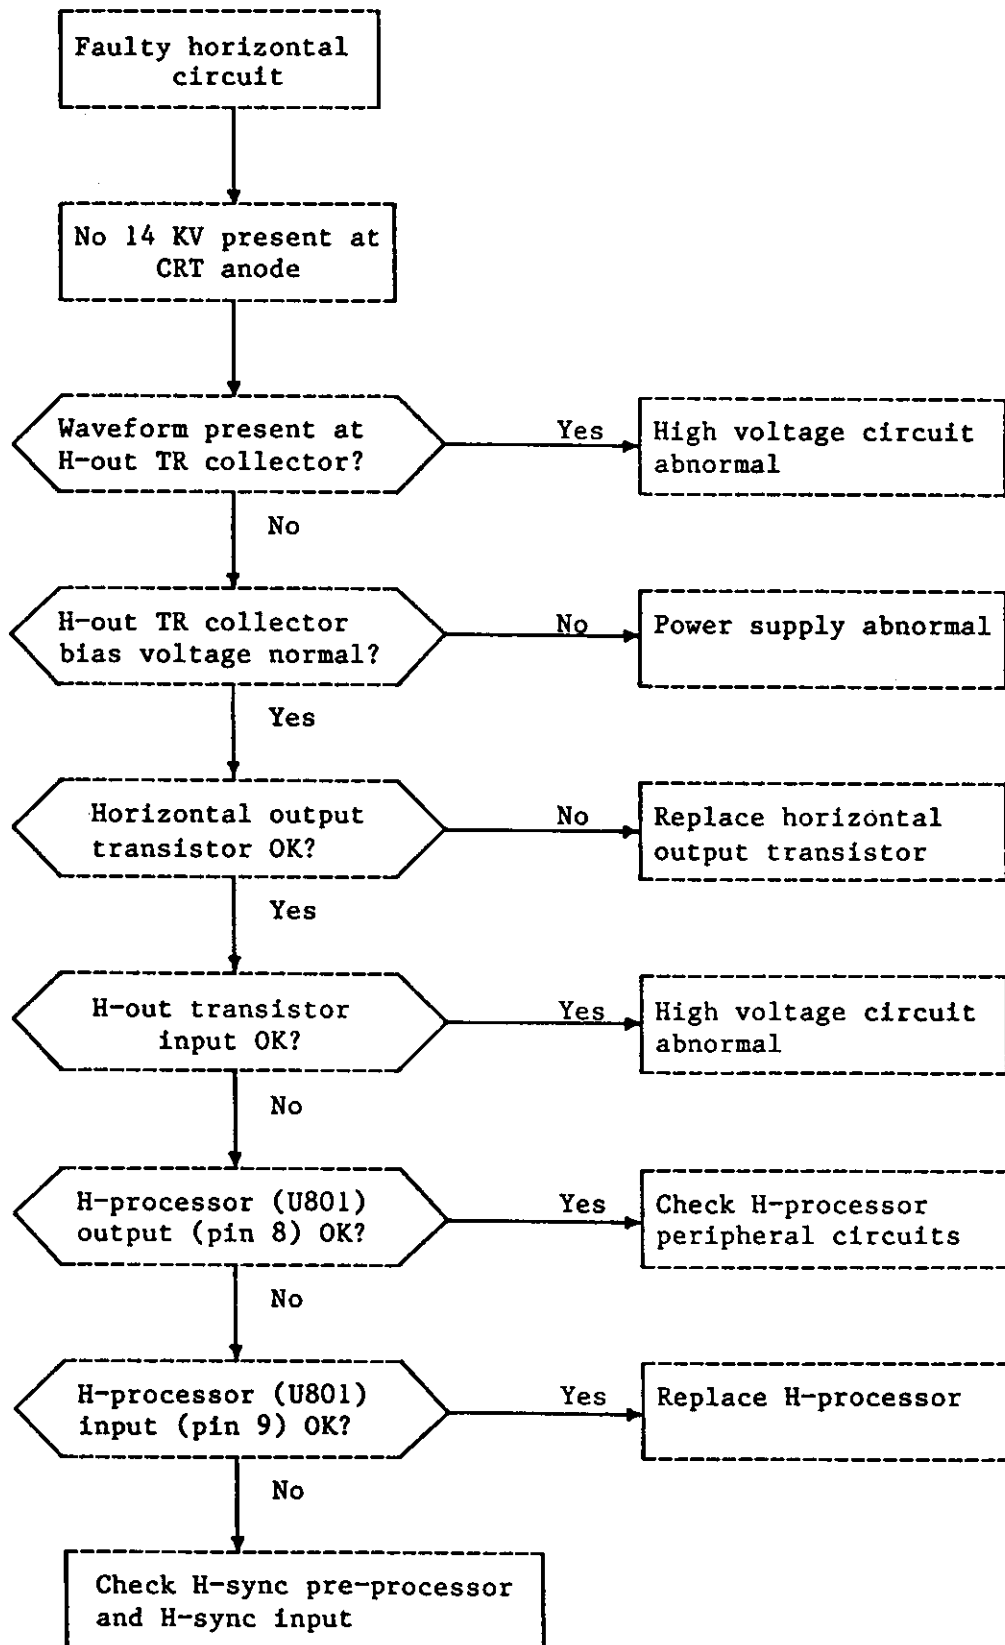 Faulty horizontal
circuit
No 14 KV present at
CRT anode
Waveform present at
H-out TR collector?
Yes
High voltage circuit
abnormal
No
H-out TR collector
bias voltage normal?
No
Power supply abnormal
Yes
Horizontal output
transistor OK?
No
Replace horizontal
output transistor
Yes
H-out transistor
input OK?
Yes
High voltage circuit
abnormal
No
H-processor (U801)
output (pin 8) OK?
Yes
Check H-processor
peripheral circuits
No
H-processor (U801)
input (pin 9) OK?
Yes
Replace H-processor
No
Check H-sync pre-processor
and H-sync input